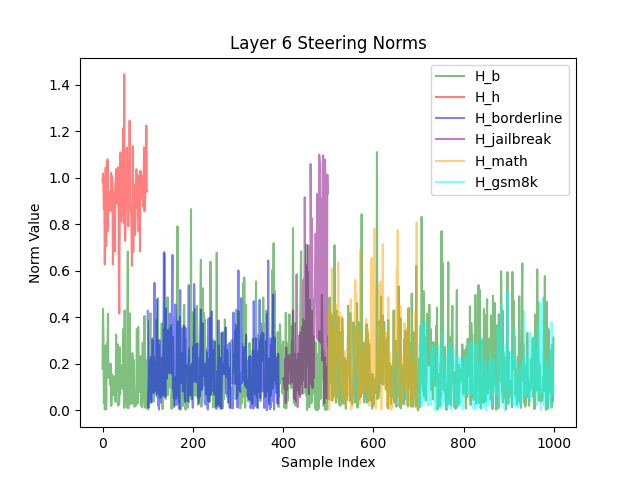 Layer 6 Steering Norms
Norm Value
1.4
1.2
1.0
0.8
0.6
0.4
0.2
0.0
H_b
H_h
H_borderline
H_jailbreak
H_math
H_gsm8k
0 200 400 600 800 1000
Sample Index